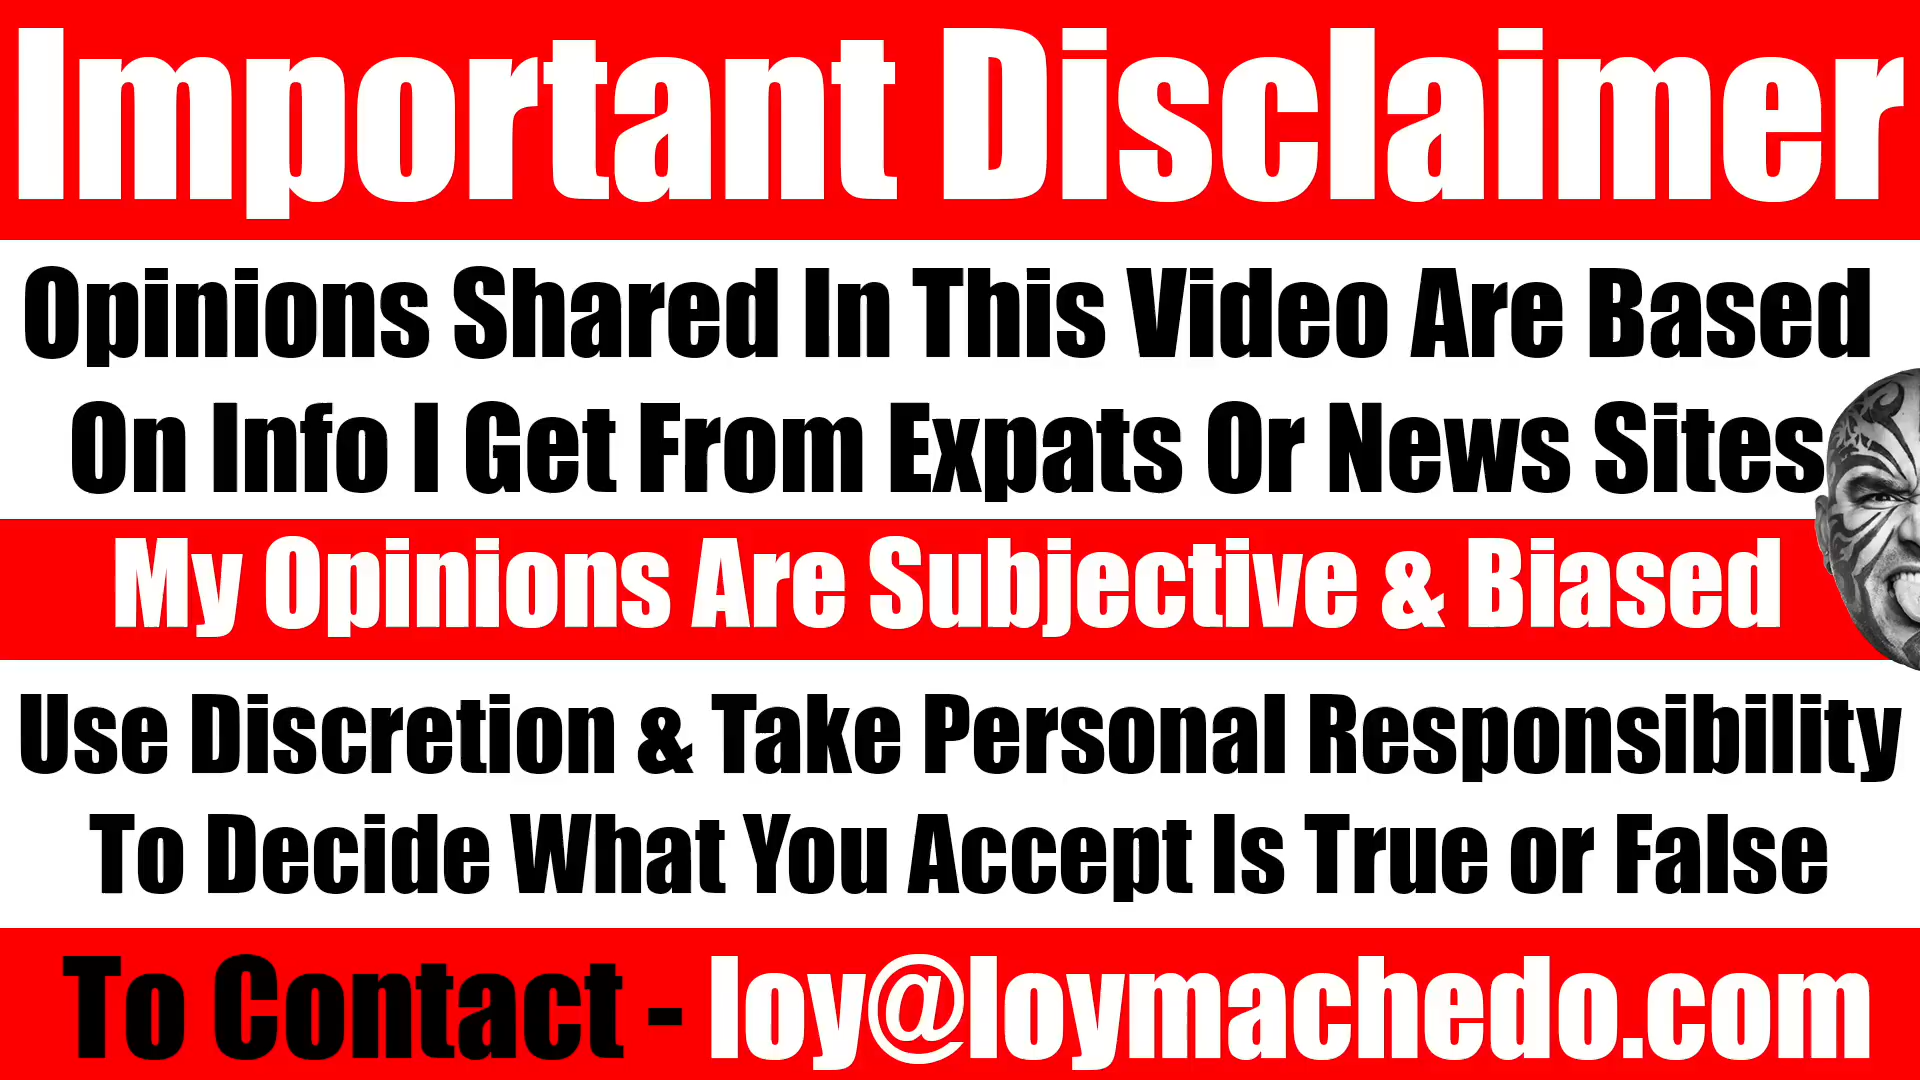 Important Disclaimer
Opinions Shared In This Video Are Based
On Info I Get From Expats Or News Sites
My Opinions Are Subjective & Biased
Use Discretion & Take Personal Responsibility
To Decide What You Accept Is True or False
To Contact - loy@loymachedo.com